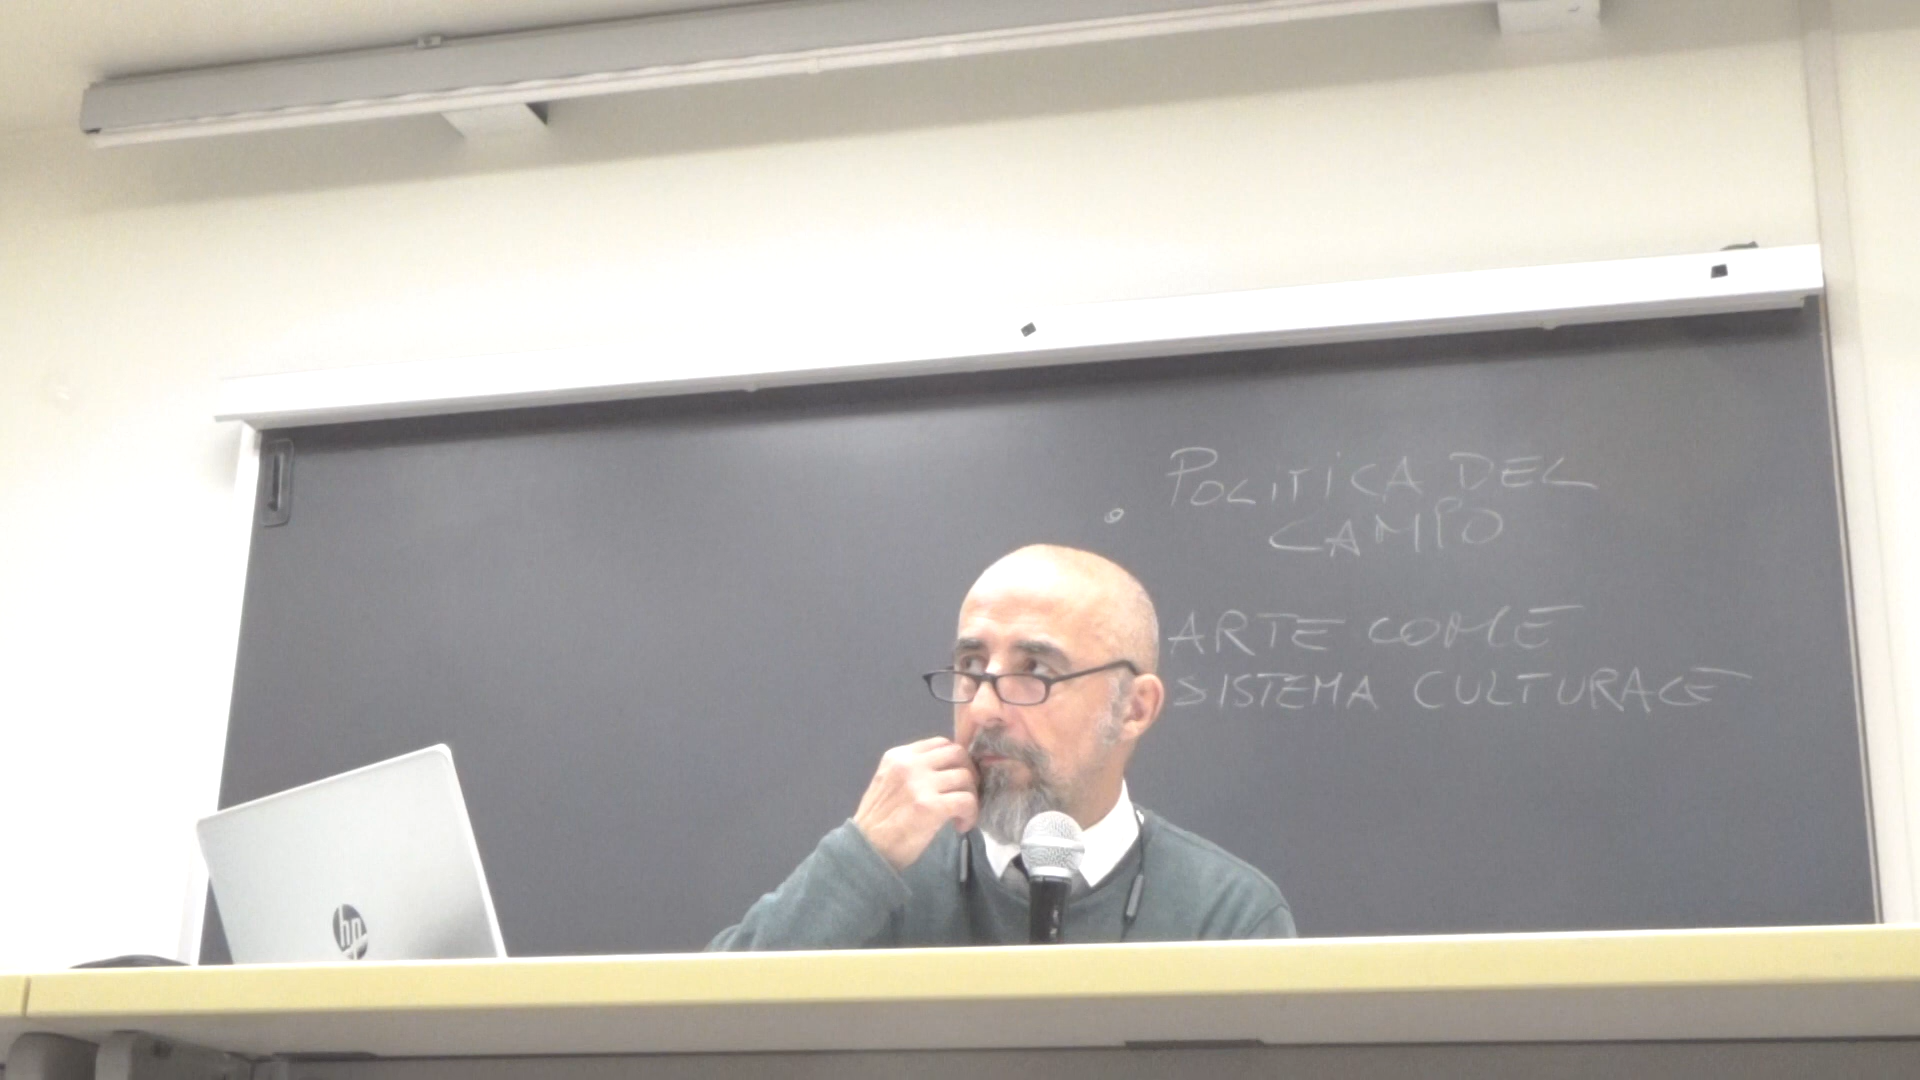 POLITICA DEL
CAMPO
ARTE COME
SISTEMA CULTURALE
hp